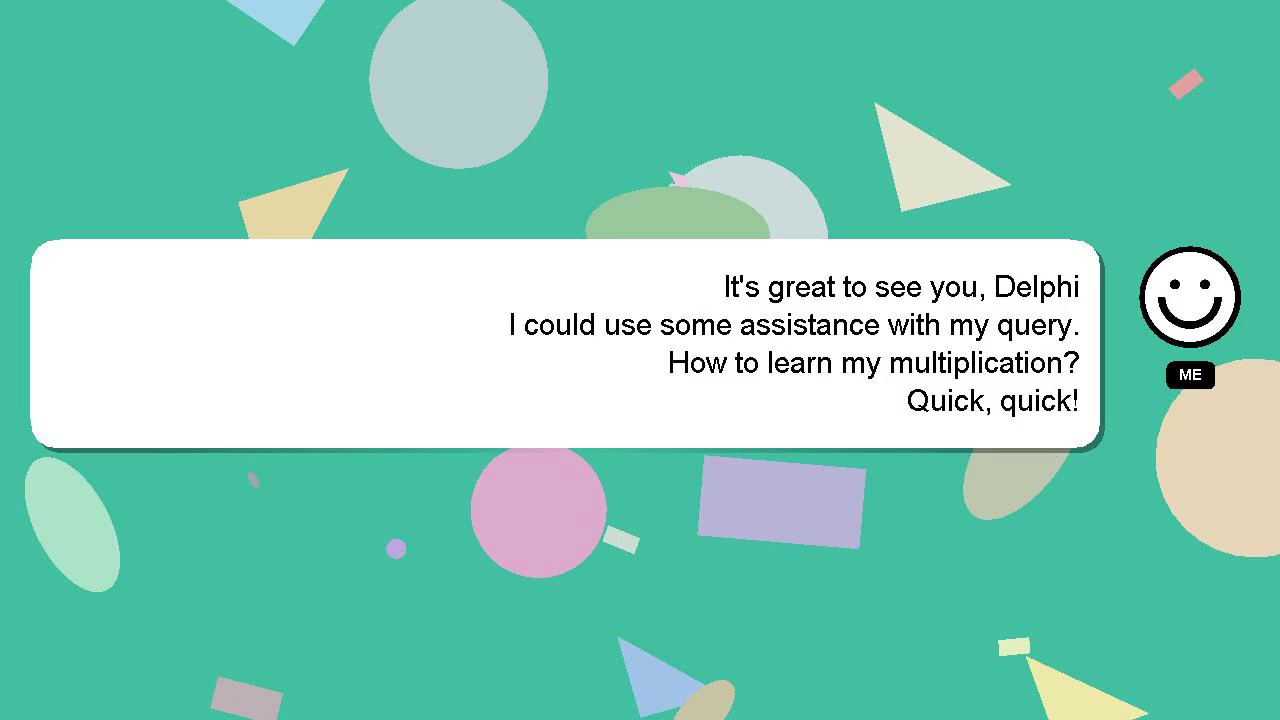 It's great to see you, Delphi
I could use some assistance with my query.
How to learn my multiplication?
Quick, quick!
ME